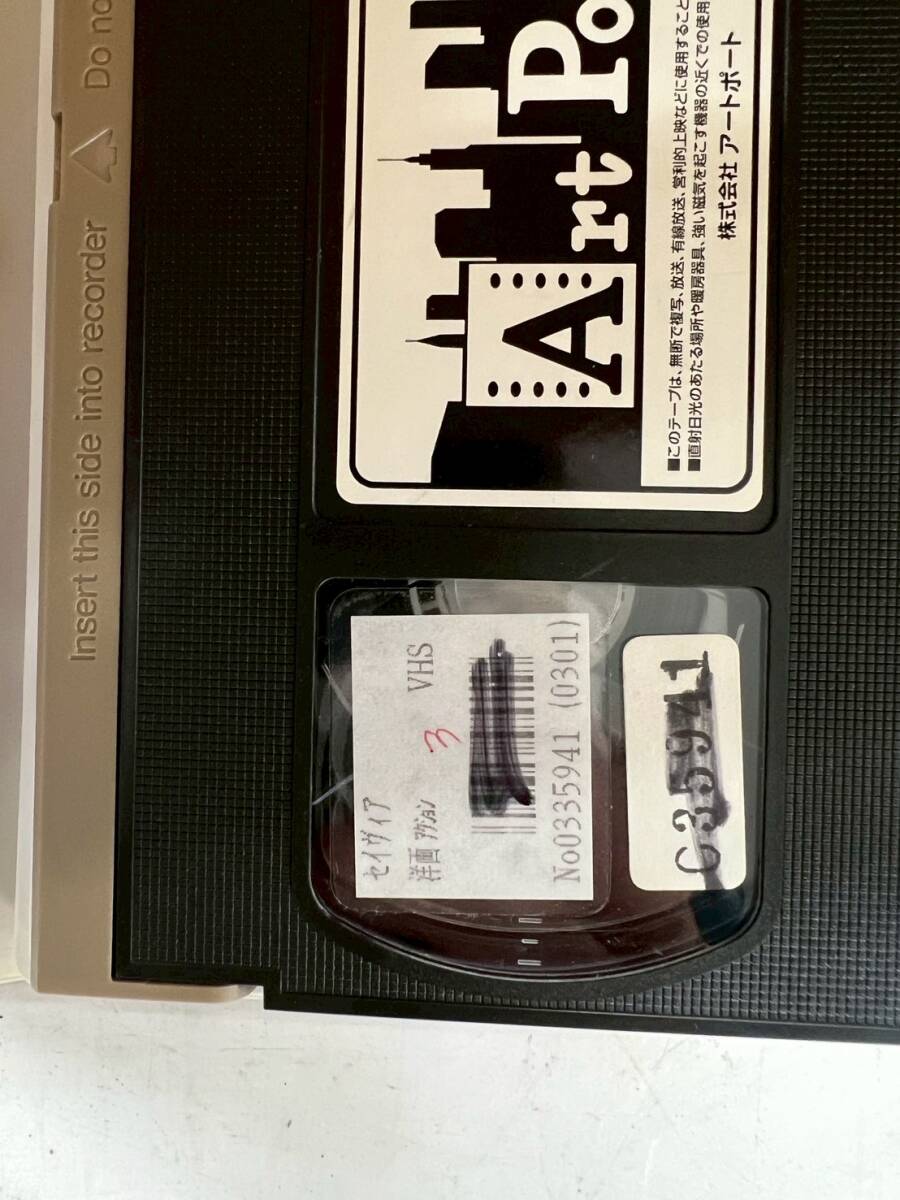 Insert this side into recorder
Do no
Art Po
■このテープは、無断で複写、放送、有線放送、営利的上映などに使用すること
■直射日光のあたる場所や暖房器具、強い磁気を起こす機器の近くでの使用
株式会社 アートポート
セイヴィア
洋画 アクション VHS
3
No0335941 (0301)
C35941